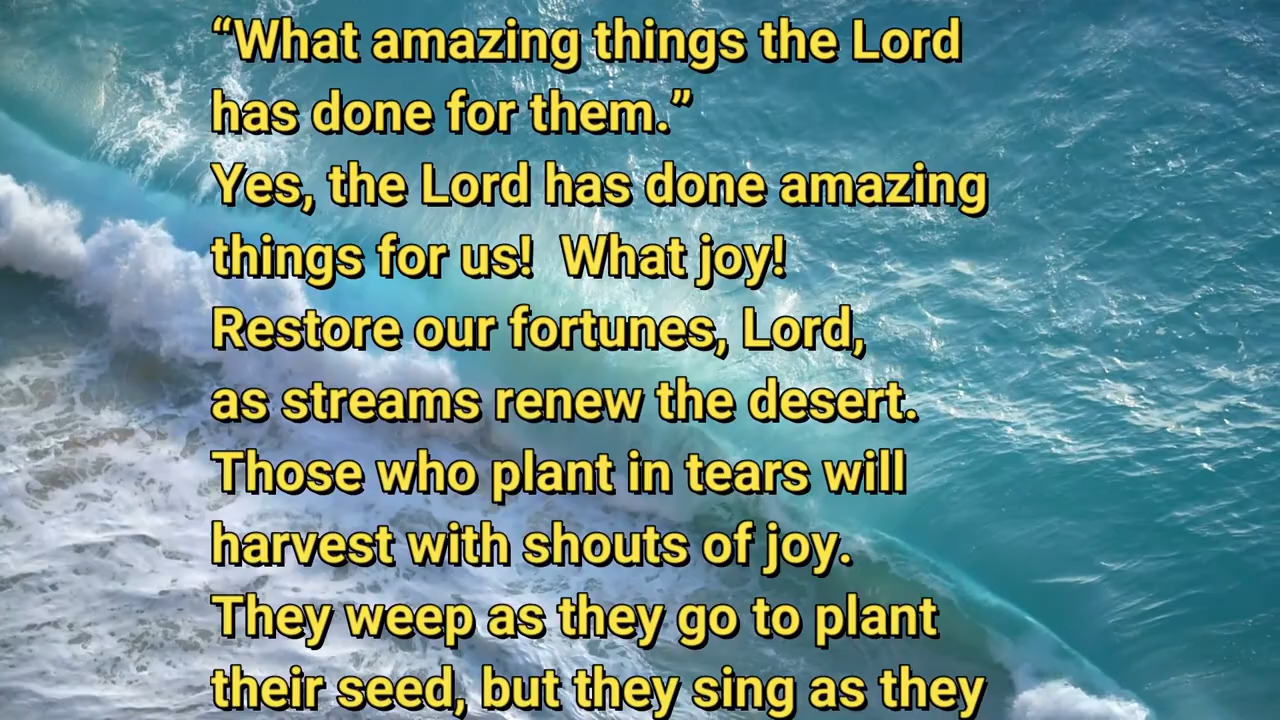 “What amazing things the Lord
has done for them.”
Yes, the Lord has done amazing
things for us!  What joy!
Restore our fortunes, Lord,
as streams renew the desert.
Those who plant in tears will
harvest with shouts of joy.
They weep as they go to plant
their seed, but they sing as they